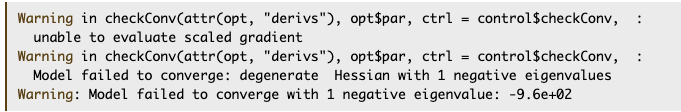 Warning in checkConv(attr(opt, "derivs"), opt$par, ctrl = control$checkConv,  :
  unable to evaluate scaled gradient
Warning in checkConv(attr(opt, "derivs"), opt$par, ctrl = control$checkConv,  :
  Model failed to converge: degenerate  Hessian with 1 negative eigenvalues
Warning: Model failed to converge with 1 negative eigenvalue: -9.6e+02